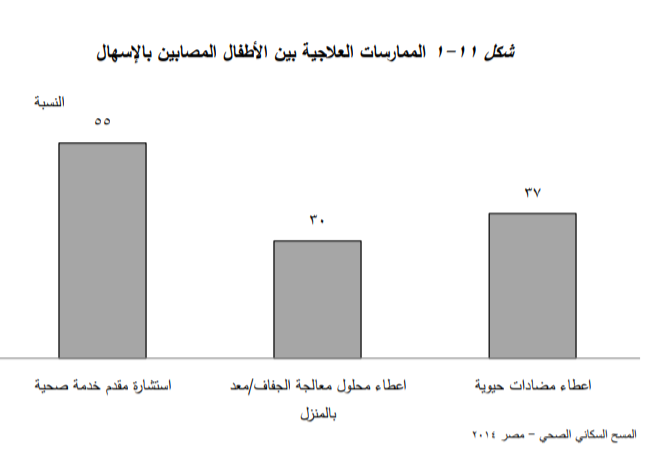 شكل ١١-١ الممارسات العلاجية بين الأطفال المصابين بالإسهال
النسبة
٥٥
٣٠
٣٧
استشارة مقدم خدمة صحية
اعطاء محلول معالجة الجفاف/معد
بالمنزل
اعطاء مضادات حيوية
المسح السكاني الصحي - مصر ٢٠١٤